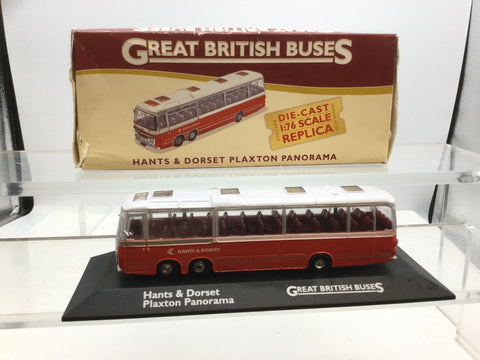 GREAT BRITISH BUSES
DIE-CAST
1:76 SCALE
REPLICA
HANTS & DORSET PLAXTON PANORAMA
HANTS & DORSET
Hants & Dorset
Plaxton Panorama
GREAT BRITISH BUSES